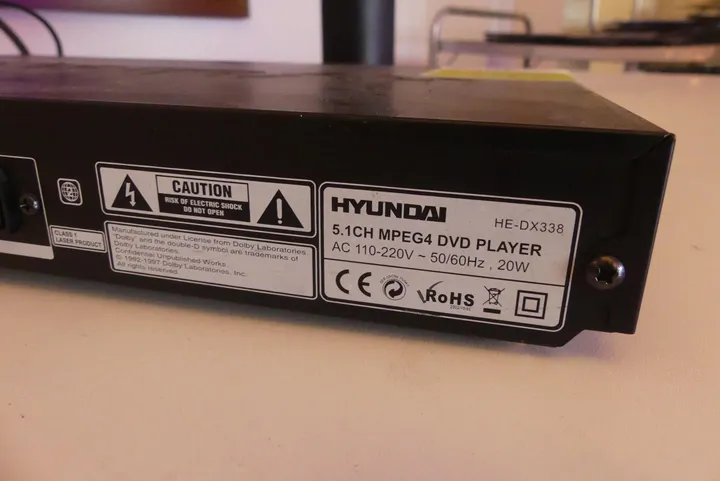 CAUTION
RISK OF ELECTRIC SHOCK
DO NOT OPEN
CLASS 1
LASER PRODUCT
Manufactured under License from Dolby Laboratories
"Dolby" and the double-D symbol are trademarks of
Dolby Laboratories.
Confidential Unpublished Works.
© 1992-1997 Dolby Laboratories, Inc.
All rights reserved
HYUNDAI
HE-DX338
5.1CH MPEG4 DVD PLAYER
AC 110-220V ~ 50/60Hz , 20W
CE
RoHS